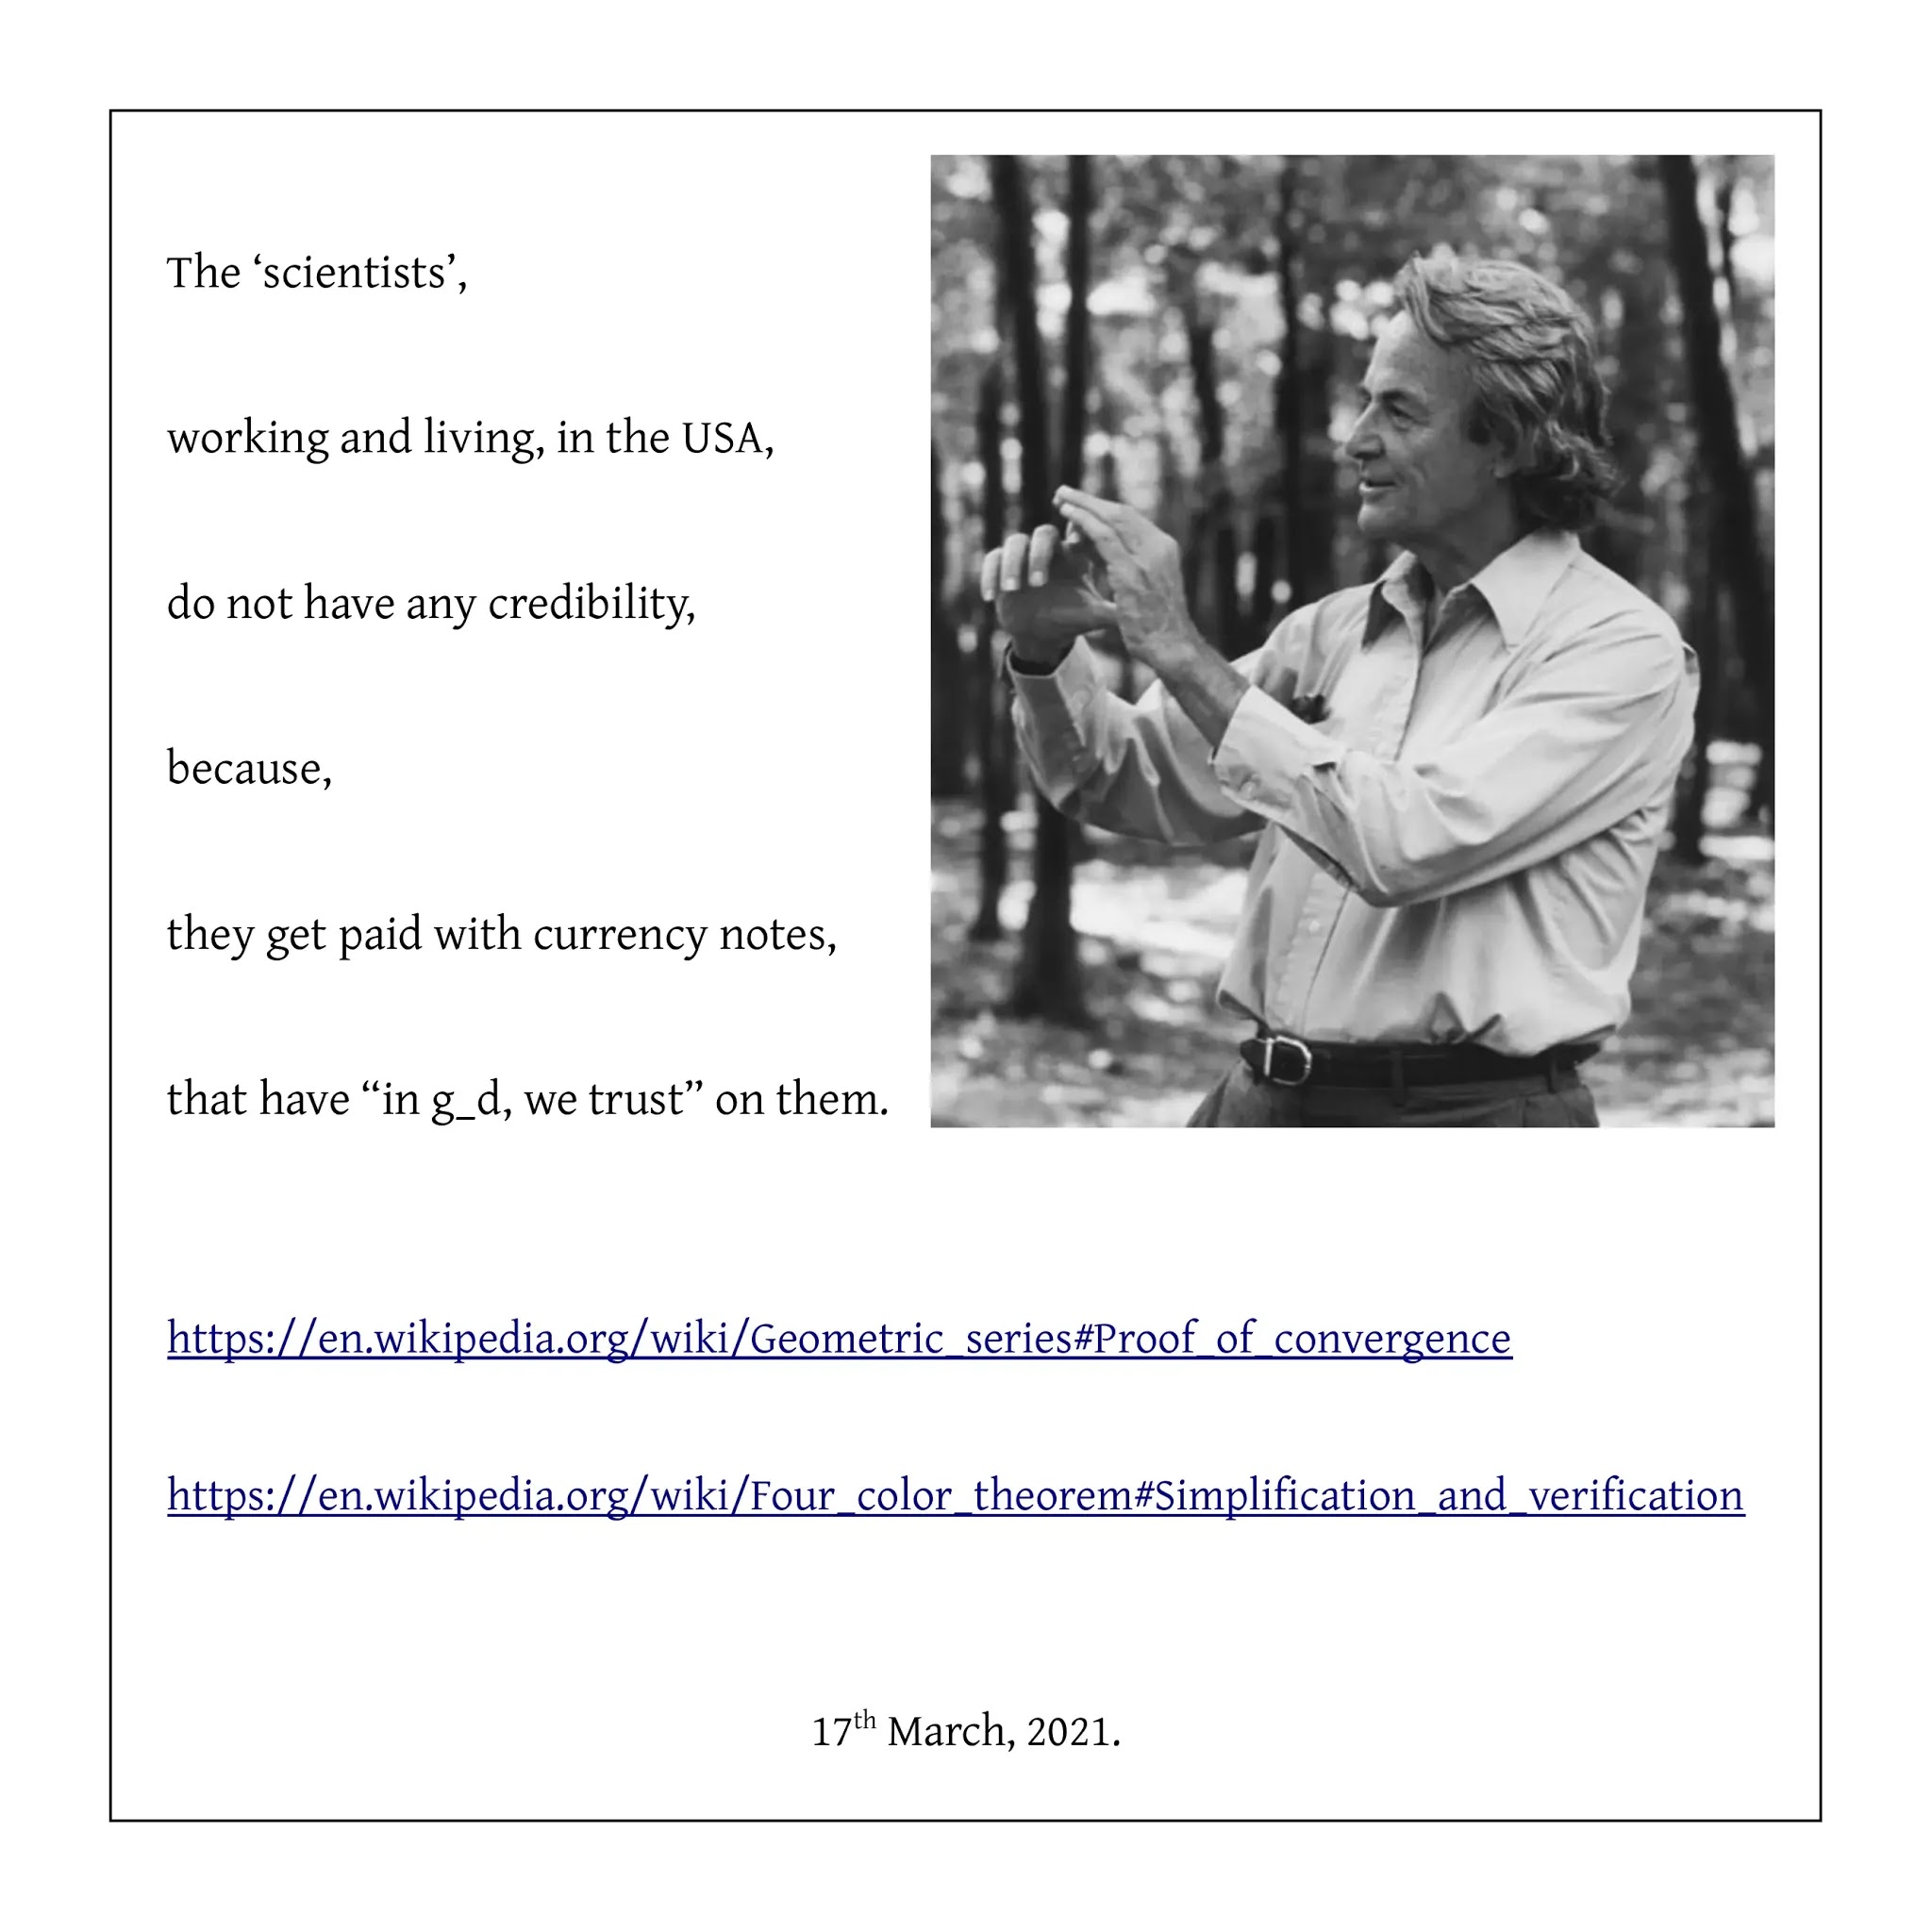 The ‘scientists’,
working and living, in the USA,
do not have any credibility,
because,
they get paid with currency notes,
that have “in g_d, we trust” on them.
https://en.wikipedia.org/wiki/Geometric_series#Proof_of_convergence
https://en.wikipedia.org/wiki/Four_color_theorem#Simplification_and_verification
17th March, 2021.